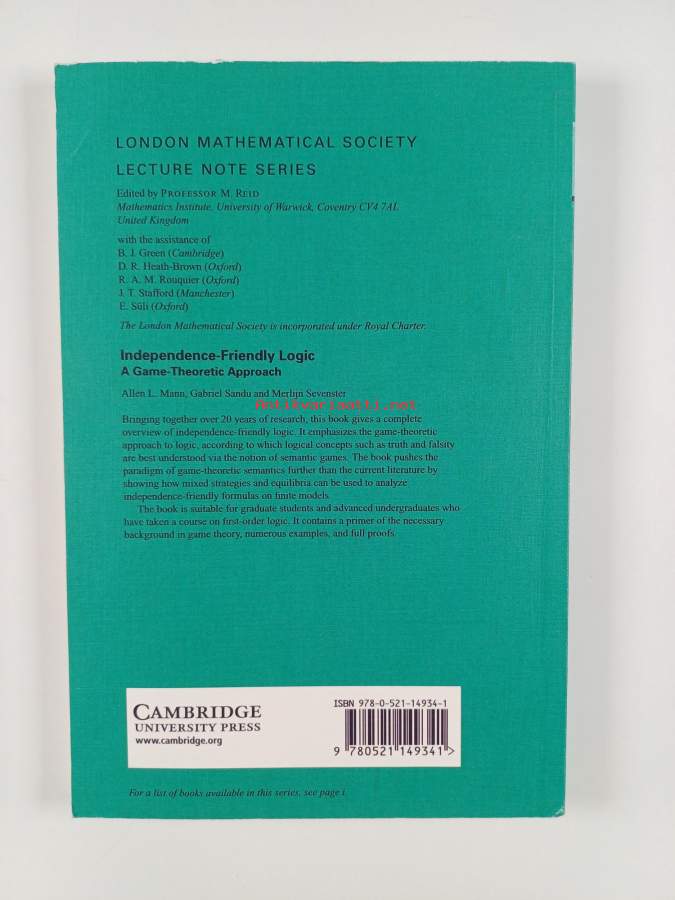 LONDON MATHEMATICAL SOCIETY
LECTURE NOTE SERIES
Edited by PROFESSOR M. REID
Mathematics Institute, University of Warwick, Coventry CV4 7AL
United Kingdom
with the assistance of
B. J. Green (Cambridge)
D. R. Heath-Brown (Oxford)
R. A. M. Rouquier (Oxford)
J. T. Stafford (Manchester)
E. Süli (Oxford)
The London Mathematical Society is incorporated under Royal Charter.
Independence-Friendly Logic
A Game-Theoretic Approach
Allen L. Mann, Gabriel Sandu and Merlijn Sevenster
Antikvariaatti.net
Bringing together over 20 years of research, this book gives a complete
overview of independence-friendly logic. It emphasizes the game-theoretic
approach to logic, according to which logical concepts such as truth and falsity
are best understood via the notion of semantic games. The book pushes the
paradigm of game-theoretic semantics further than the current literature by
showing how mixed strategies and equilibria can be used to analyze
independence-friendly formulas on finite models.
The book is suitable for graduate students and advanced undergraduates who
have taken a course on first-order logic. It contains a primer of the necessary
background in game theory, numerous examples, and full proofs.
CAMBRIDGE
UNIVERSITY PRESS
www.cambridge.org
ISBN 978-0-521-14934-1
9 780521 149341 >
For a list of books available in this series, see page i.